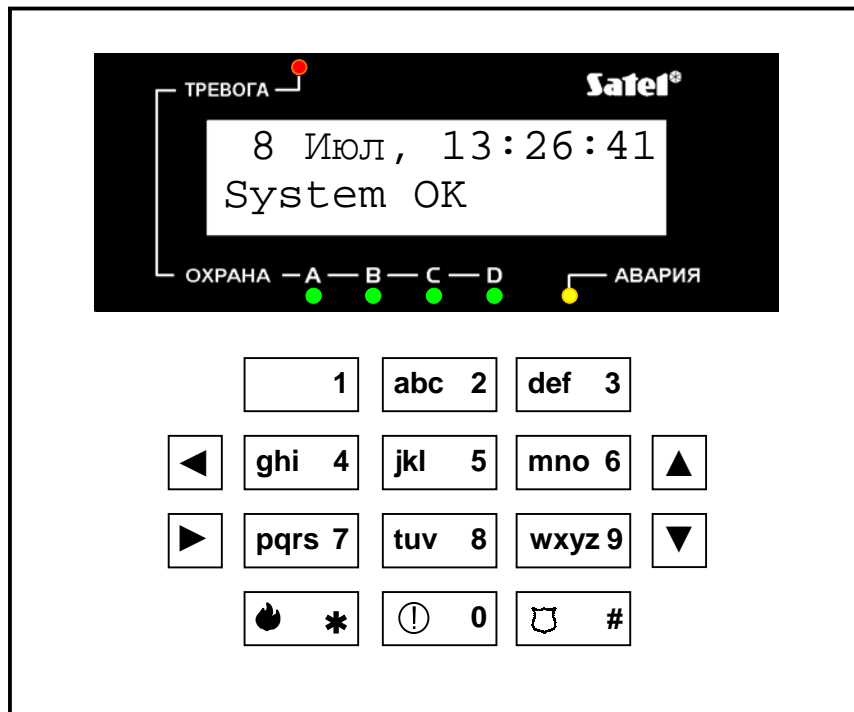 ТРЕВОГА
Satel®
8 Июл, 13:26:41
System OK
ОХРАНА A B C D АВАРИЯ
1 abc 2 def 3
◄ ghi 4 jkl 5 mno 6 ▲
► pqrs 7 tuv 8 wxyz 9 ▼
✱ 0 #